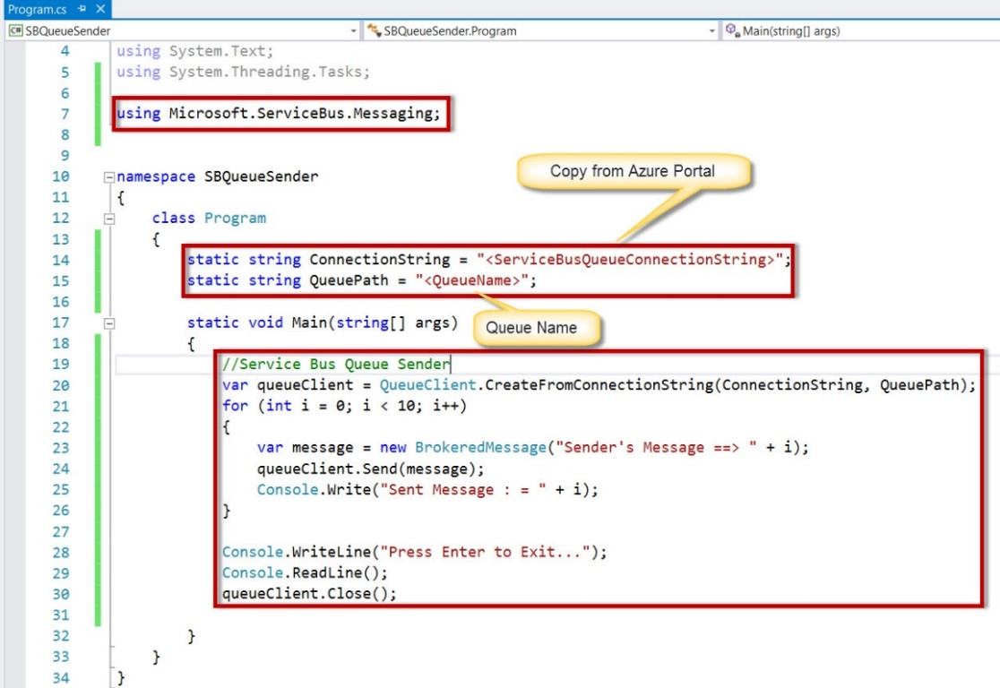 Program.cs
SBQueueSender SBQueueSender.Program Main(string[] args)
4 using System.Text;
5 using System.Threading.Tasks;
6
7 using Microsoft.ServiceBus.Messaging;
8
9
10 namespace SBQueueSender
Copy from Azure Portal
11 {
12 class Program
13 {
14 static string ConnectionString = "<ServiceBusQueueConnectionString>";
15 static string QueuePath = "<QueueName>";
16
17 static void Main(string[] args)
Queue Name
18 {
19 //Service Bus Queue Sender
20 var queueClient = QueueClient.CreateFromConnectionString(ConnectionString, QueuePath);
21 for (int i = 0; i < 10; i++)
22 {
23 var message = new BrokeredMessage("Sender's Message ==> " + i);
24 queueClient.Send(message);
25 Console.Write("Sent Message : = " + i);
26 }
27
28 Console.WriteLine("Press Enter to Exit...");
29 Console.ReadLine();
30 queueClient.Close();
31
32 }
33 }
34 }